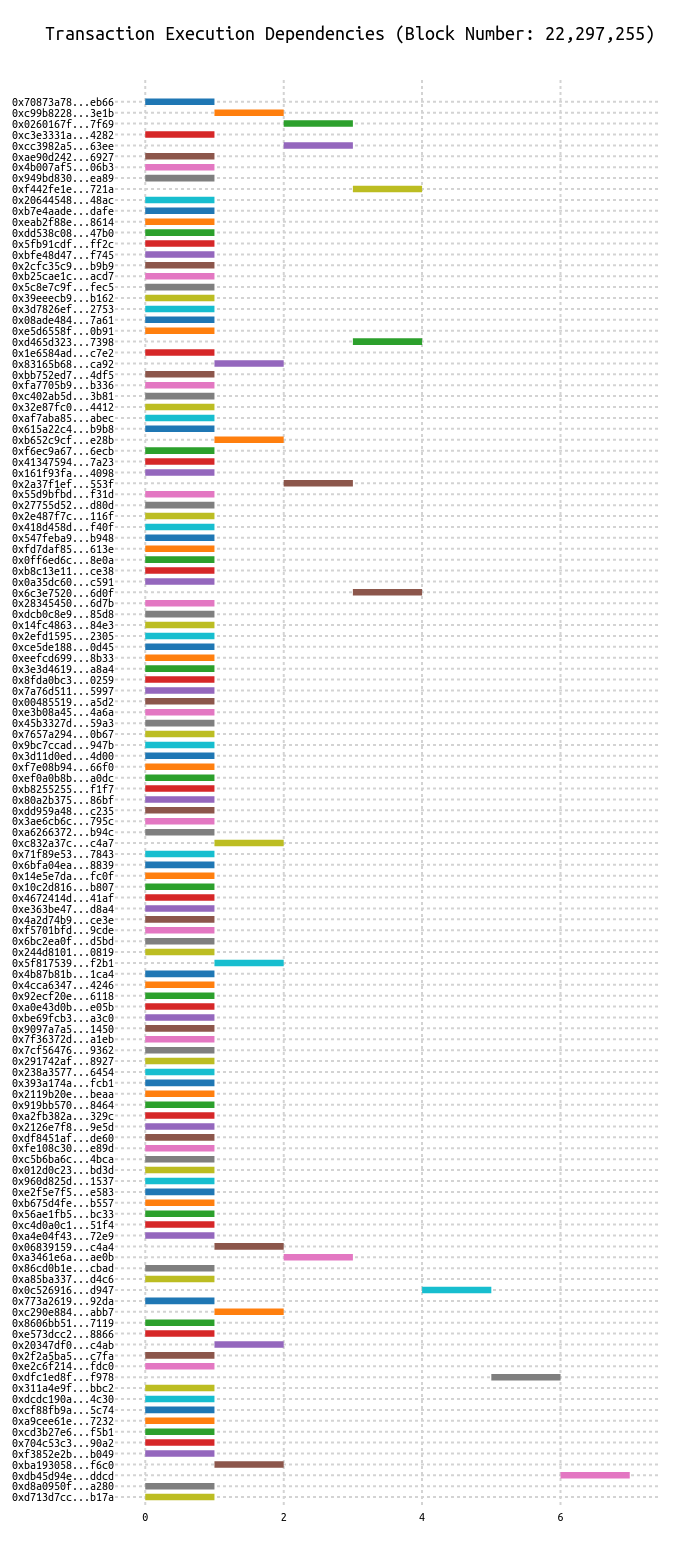 Transaction Execution Dependencies (Block Number: 22,297,255)
0x70873a78...eb66
0xc99b8228...3e1b
0x0260167f...7f69
0xc3e3331a...4282
0xcc3982a5...63ee
0xae90d242...6927
0x4b007af5...06b3
0x949bd830...ea89
0xf442fe1e...721a
0x20644548...48ac
0xb7e4aade...dafe
0xeab2f88e...8614
0xdd538c08...47b0
0x5fb91cdf...ff2c
0xbfe48d47...f745
0x2cfc35c9...b9b9
0xb25cae1c...acd7
0x5c8e7c9f...fec5
0x39eeecb9...b162
0x3d7826ef...2753
0x08ade484...7a61
0xe5d6558f...0b91
0xd465d323...7398
0x1e6584ad...c7e2
0x83165b68...ca92
0xbb752ed7...4df5
0xfa7705b9...b336
0xc402ab5d...3b81
0x32e87fc0...4412
0xaf7aba85...abec
0x615a22c4...b9b8
0xb652c9cf...e28b
0xf6ec9a67...6ecb
0x41347594...7a23
0x161f93fa...4098
0x2a37f1ef...553f
0x55d9bfbd...f31d
0x27755d52...d80d
0x2e487f7c...116f
0x418d458d...f40f
0x547feba9...b948
0xfd7daf85...613e
0x0ff6ed6c...8e0a
0xb8c13e11...ce38
0x0a35dc60...c591
0x6c3e7520...6d0f
0x28345450...6d7b
0xdcb0c8e9...85d8
0x14fc4863...84e3
0x2efd1595...2305
0xce5de188...0d45
0xeefcd699...8b33
0x3e3d4619...a8a4
0x8fda0bc3...0259
0x7a76d511...5997
0x00485519...a5d2
0xe3b08a45...4a6a
0x45b3327d...59a3
0x7657a294...0b67
0x9bc7ccad...947b
0x3d11d0ed...4d00
0xf7e08b94...66f0
0xef0a0b8b...a0dc
0xb8255255...f1f7
0x80a2b375...86bf
0xdd959a48...c235
0x3ae6cb6c...795c
0xa6266372...b94c
0xc832a37c...c4a7
0x71f89e53...7843
0x6bfa04ea...8839
0x14e5e7da...fc0f
0x10c2d816...b807
0x4672414d...41af
0xe363be47...d8a4
0x4a2d74b9...ce3e
0xf5701bfd...9cde
0x6bc2ea0f...d5bd
0x244d8101...0819
0x5f817539...f2b1
0x4b87b81b...1ca4
0x4cca6347...4246
0x92ecf20e...6118
0xa0e43d0b...e05b
0xbe69fcb3...a3c0
0x9097a7a5...1450
0x7f36372d...a1eb
0x7cf56476...9362
0x291742af...8927
0x238a3577...6454
0x393a174a...fcb1
0x2119b20e...beaa
0x919bb570...8464
0xa2fb382a...329c
0x2126e7f8...9e5d
0xdf8451af...de60
0xfe108c30...e89d
0xc5b6ba6c...4bca
0x012d0c23...bd3d
0x960d825d...1537
0xe2f5e7f5...e583
0xb675d4fe...b557
0x56ae1fb5...bc33
0xc4d0a0c1...51f4
0xa4e04f43...72e9
0x06839159...c4a4
0xa3461e6a...ae0b
0x86cd0b1e...cbad
0xa85ba337...d4c6
0x0c526916...d947
0x773a2619...92da
0xc290e884...abb7
0x8606bb51...7119
0xe573dcc2...8866
0x20347df0...c4ab
0x2f2a5ba5...c7fa
0xe2c6f214...fdc0
0xdfc1ed8f...f978
0x311a4e9f...bbc2
0xdcdc190a...4c30
0xcf88fb9a...5c74
0xa9cee61e...7232
0xcd3b27e6...f5b1
0x704c53c3...90a2
0xf3852e2b...b049
0xba193058...f6c0
0xdb45d94e...ddcd
0xd8a0950f...a280
0xd713d7cc...b17a
0 2 4 6